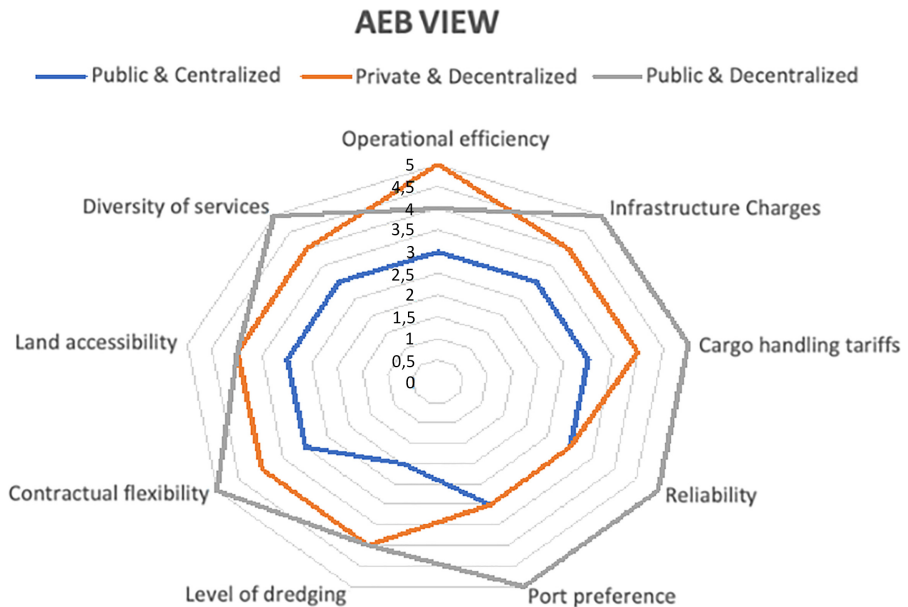 AEB VIEW
Public & Centralized Private & Decentralized Public & Decentralized
Operational efficiency
5
4,5
4
3,5
3
2,5
2
1,5
1
0,5
0
Infrastructure Charges
Cargo handling tariffs
Reliability
Port preference
Level of dredging
Contractual flexibility
Land accessibility
Diversity of services